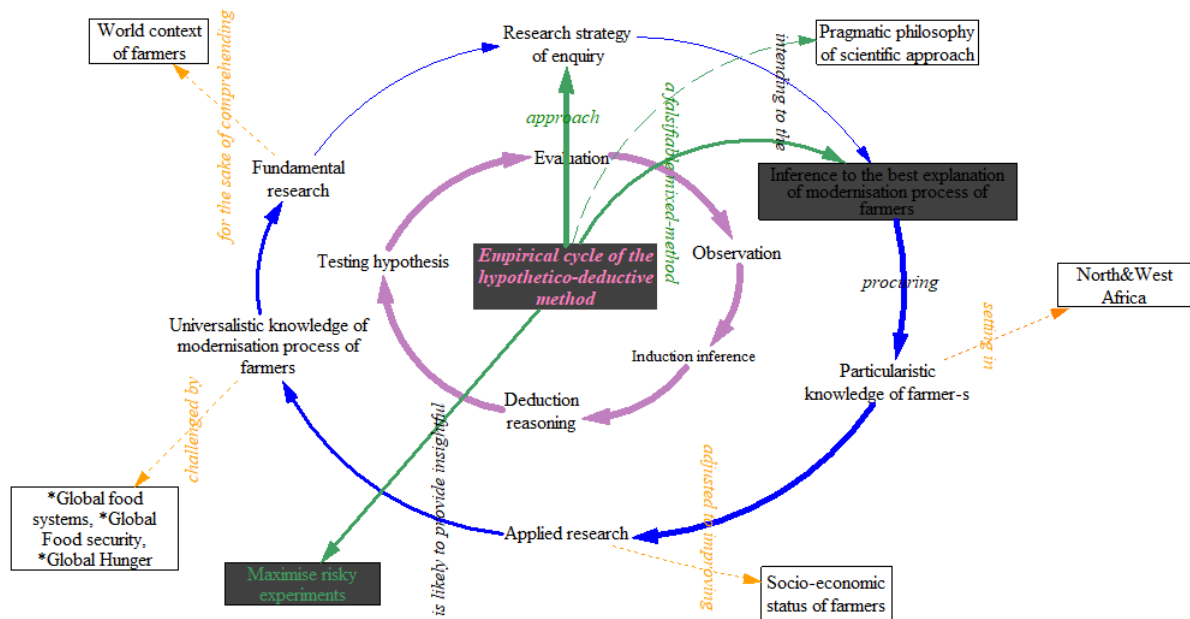 World context
of farmers
for the sake of comprehending
Research strategy
of enquiry
Pragmatic philosophy
of scientific approach
intending to the
approach
a falsifiable mixed-method
Evaluation
Fundamental
research
Inference to the best explanation
of modernisation process of
farmers
Testing hypothesis
Empirical cycle of the
hypothetico-deductive
method
Observation
procuring
North&West
Africa
setting in
Universalistic knowledge of
modernisation process of
farmers
Induction inference
Particularistic
knowledge of farmer-s
challenged by
Deduction
reasoning
is likely to provide insightful
adjusted to improving
*Global food
systems, *Global
Food security,
*Global Hunger
Applied research
Maximise risky
experiments
Socio-economic
status of farmers